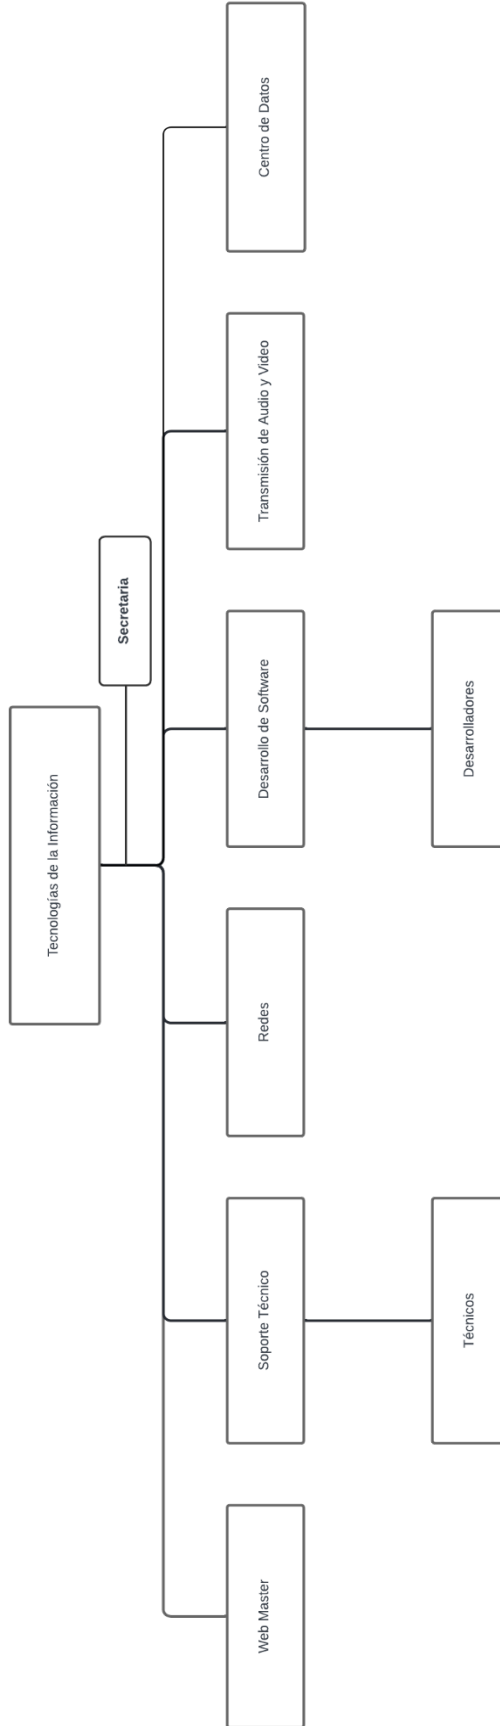 Tecnologías de la Información
Secretaria
Web Master
Soporte Técnico
Redes
Desarrollo de Software
Transmisión de Audio y Video
Centro de Datos
Técnicos
Desarrolladores